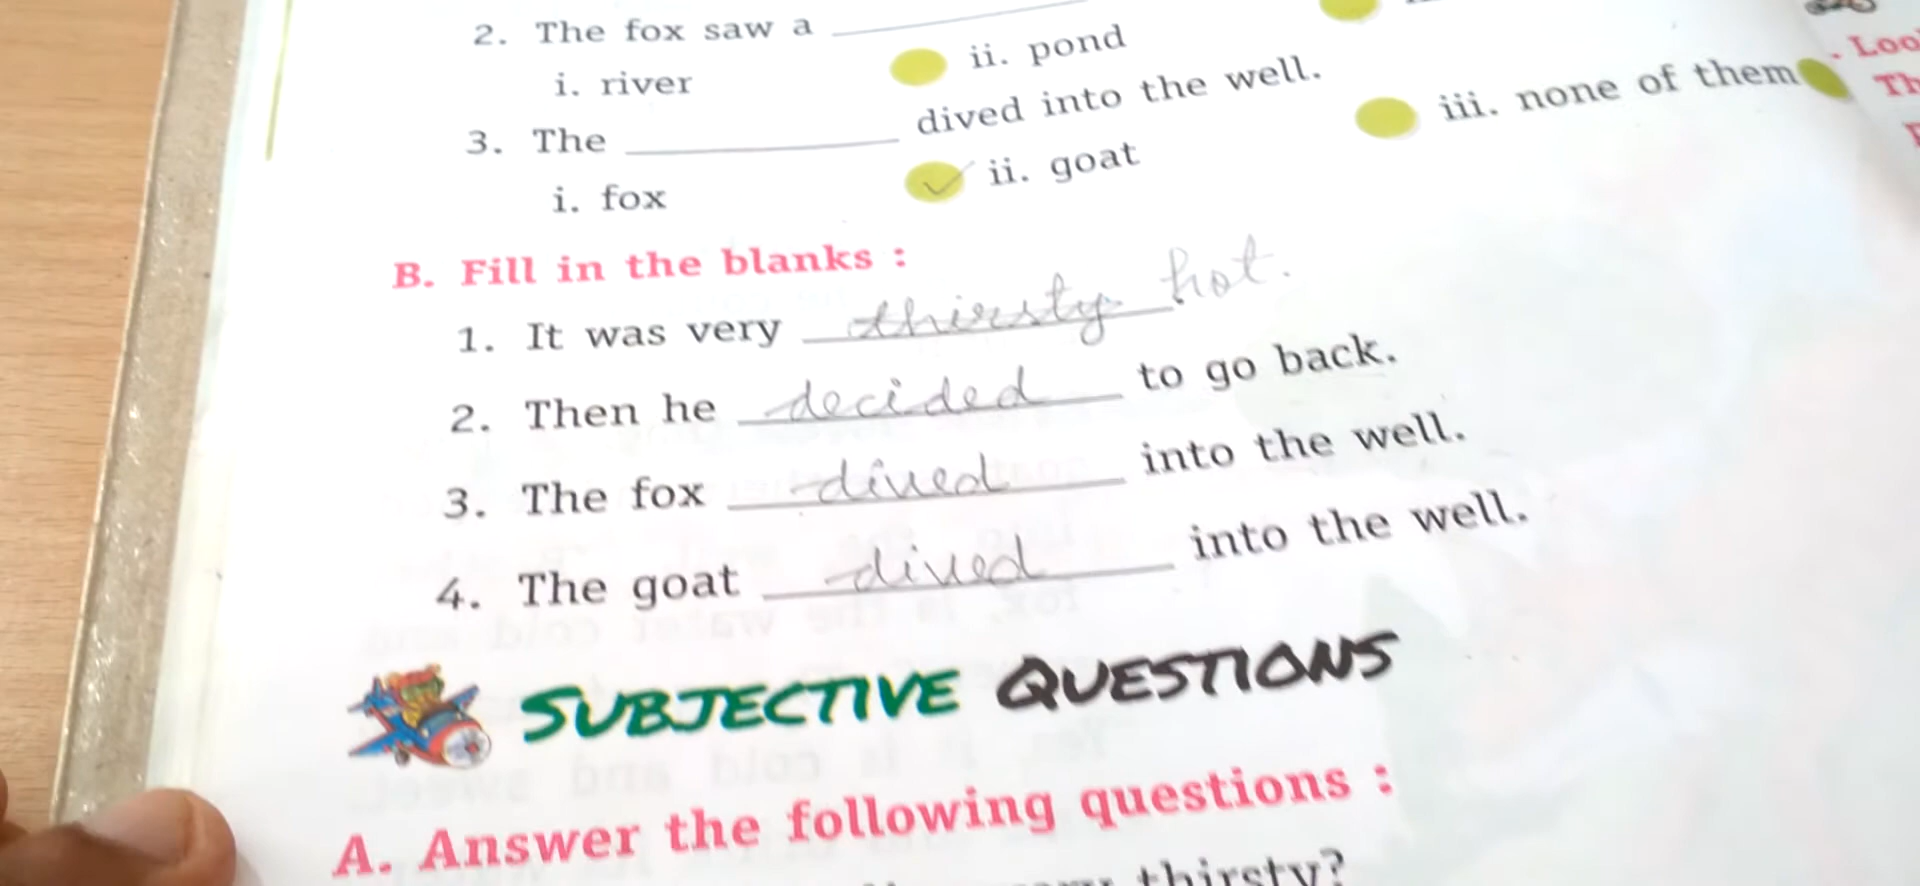 2. The fox saw a
i. river ii. pond
3. The ________ dived into the well.
i. fox ii. goat iii. none of them
B. Fill in the blanks :
1. It was very thirsty hot.
2. Then he decided to go back.
3. The fox dived into the well.
4. The goat dived into the well.
SUBJECTIVE QUESTIONS
A. Answer the following questions :
thirsty?
. Loo
Th